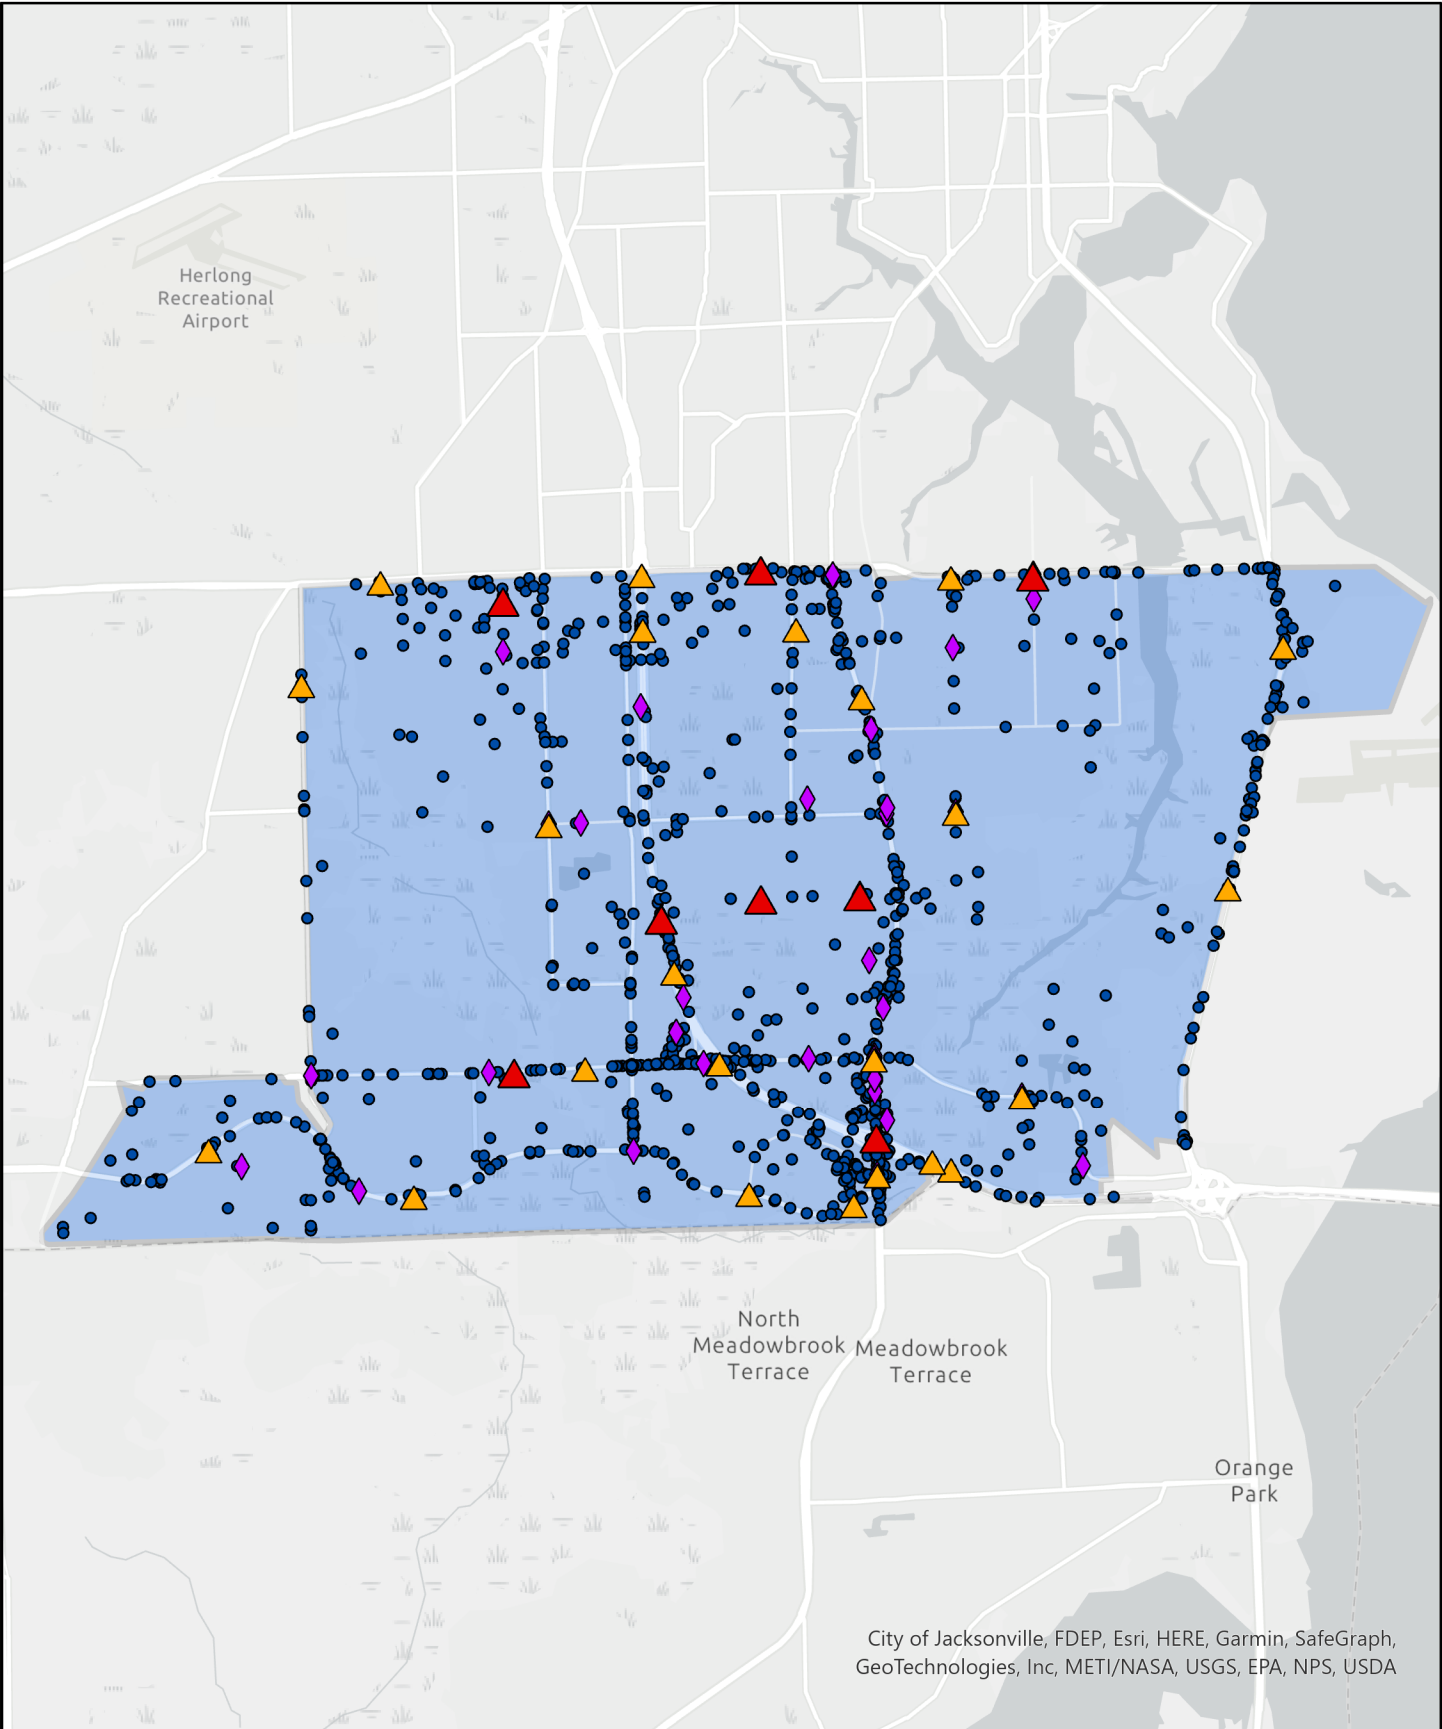 Herlong
Recreational
Airport
North
Meadowbrook
Terrace
Meadowbrook
Terrace
Orange
Park
City of Jacksonville, FDEP, Esri, HERE, Garmin, SafeGraph,
GeoTechnologies, Inc, METI/NASA, USGS, EPA, NPS, USDA